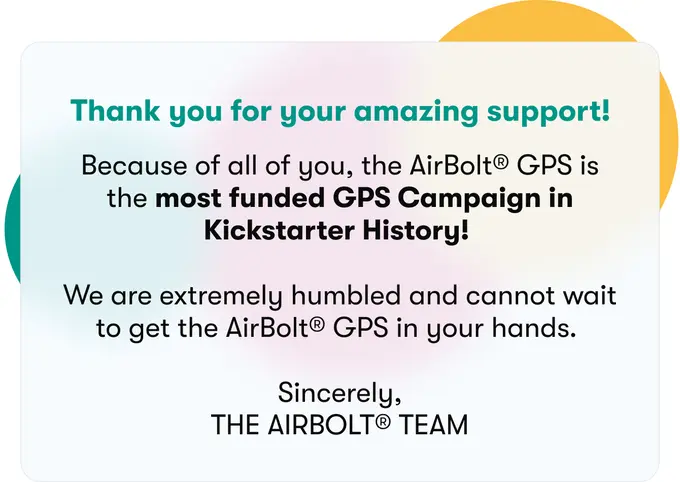 Thank you for your amazing support!
Because of all of you, the AirBolt® GPS is
the most funded GPS Campaign in
Kickstarter History!
We are extremely humbled and cannot wait
to get the AirBolt® GPS in your hands.
Sincerely,
THE AIRBOLT® TEAM